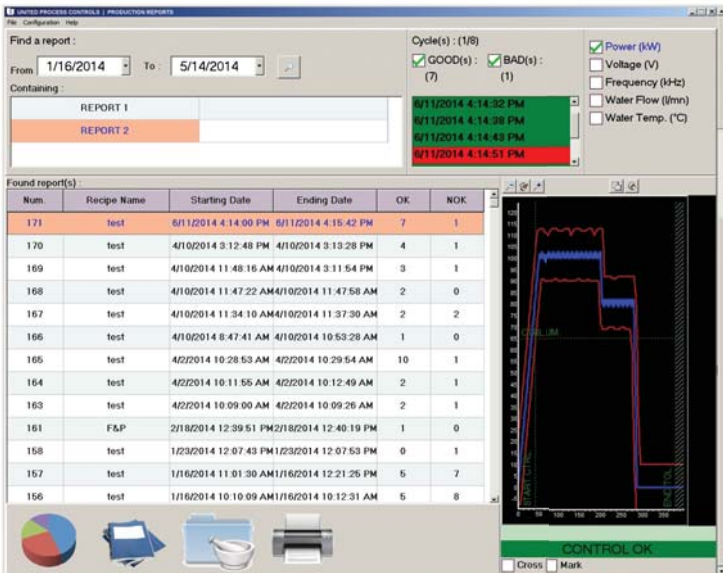 UNITED PROCESS CONTROLS | PRODUCTION REPORTS
File Configuration Help
Find a report :
From 1/16/2014 To : 5/14/2014
Containing :
REPORT 1
REPORT 2
Cycle(s) : (1/8)
GOOD(s) : BAD(s) :
(7) (1)
6/11/2014 4:14:32 PM
6/11/2014 4:14:38 PM
6/11/2014 4:14:43 PM
6/11/2014 4:14:51 PM
Power (kW)
Voltage (V)
Frequency (kHz)
Water Flow (l/mn)
Water Temp. (°C)
Found report(s) :
Num. Recipe Name Starting Date Ending Date OK NOK
171 test 6/11/2014 4:14:00 PM 6/11/2014 4:15:42 PM 7 1
170 test 4/10/2014 3:12:48 PM 4/10/2014 3:13:28 PM 4 1
169 test 4/10/2014 11:48:16 AM 4/10/2014 3:11:54 PM 3 1
168 test 4/10/2014 11:47:22 AM 4/10/2014 11:47:58 AM 2 0
167 test 4/10/2014 11:34:10 AM 4/10/2014 11:37:30 AM 2 2
166 test 4/10/2014 8:47:41 AM 4/10/2014 10:53:28 AM 1 0
165 test 4/2/2014 10:28:53 AM 4/2/2014 10:29:54 AM 10 1
164 test 4/2/2014 10:11:55 AM 4/2/2014 10:12:49 AM 2 1
163 test 4/2/2014 10:09:00 AM 4/2/2014 10:09:26 AM 2 1
161 F&P 2/18/2014 12:39:51 PM 2/18/2014 12:40:19 PM 1 0
158 test 1/23/2014 12:07:43 PM 1/23/2014 12:07:53 PM 0 1
157 test 1/16/2014 11:01:30 AM 1/16/2014 12:21:25 PM 5 7
156 test 1/16/2014 10:10:09 AM 1/16/2014 10:12:31 AM 5 8
START CTRL
END TOL
0 50 100 150 200 250 300 350
CONTROL OK
Cross Mark